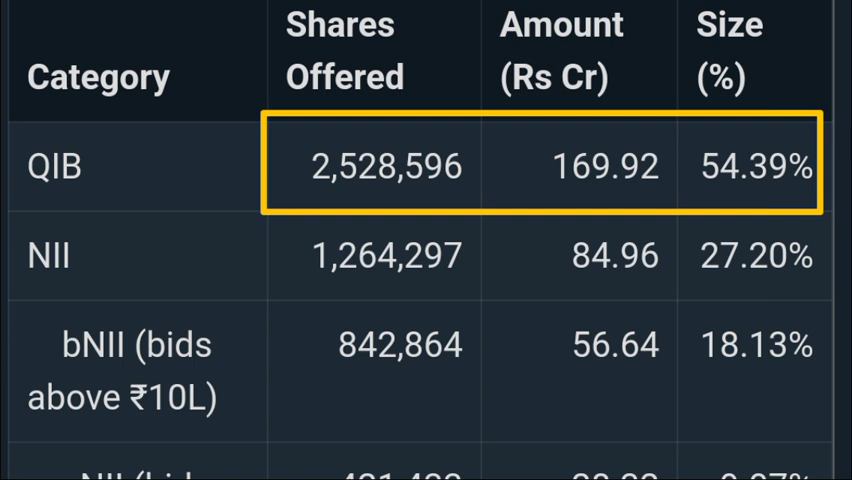 Category Shares Offered Amount (Rs Cr) Size (%)
QIB 2,528,596 169.92 54.39%
NII 1,264,297 84.96 27.20%
bNII (bids above ₹10L) 842,864 56.64 18.13%